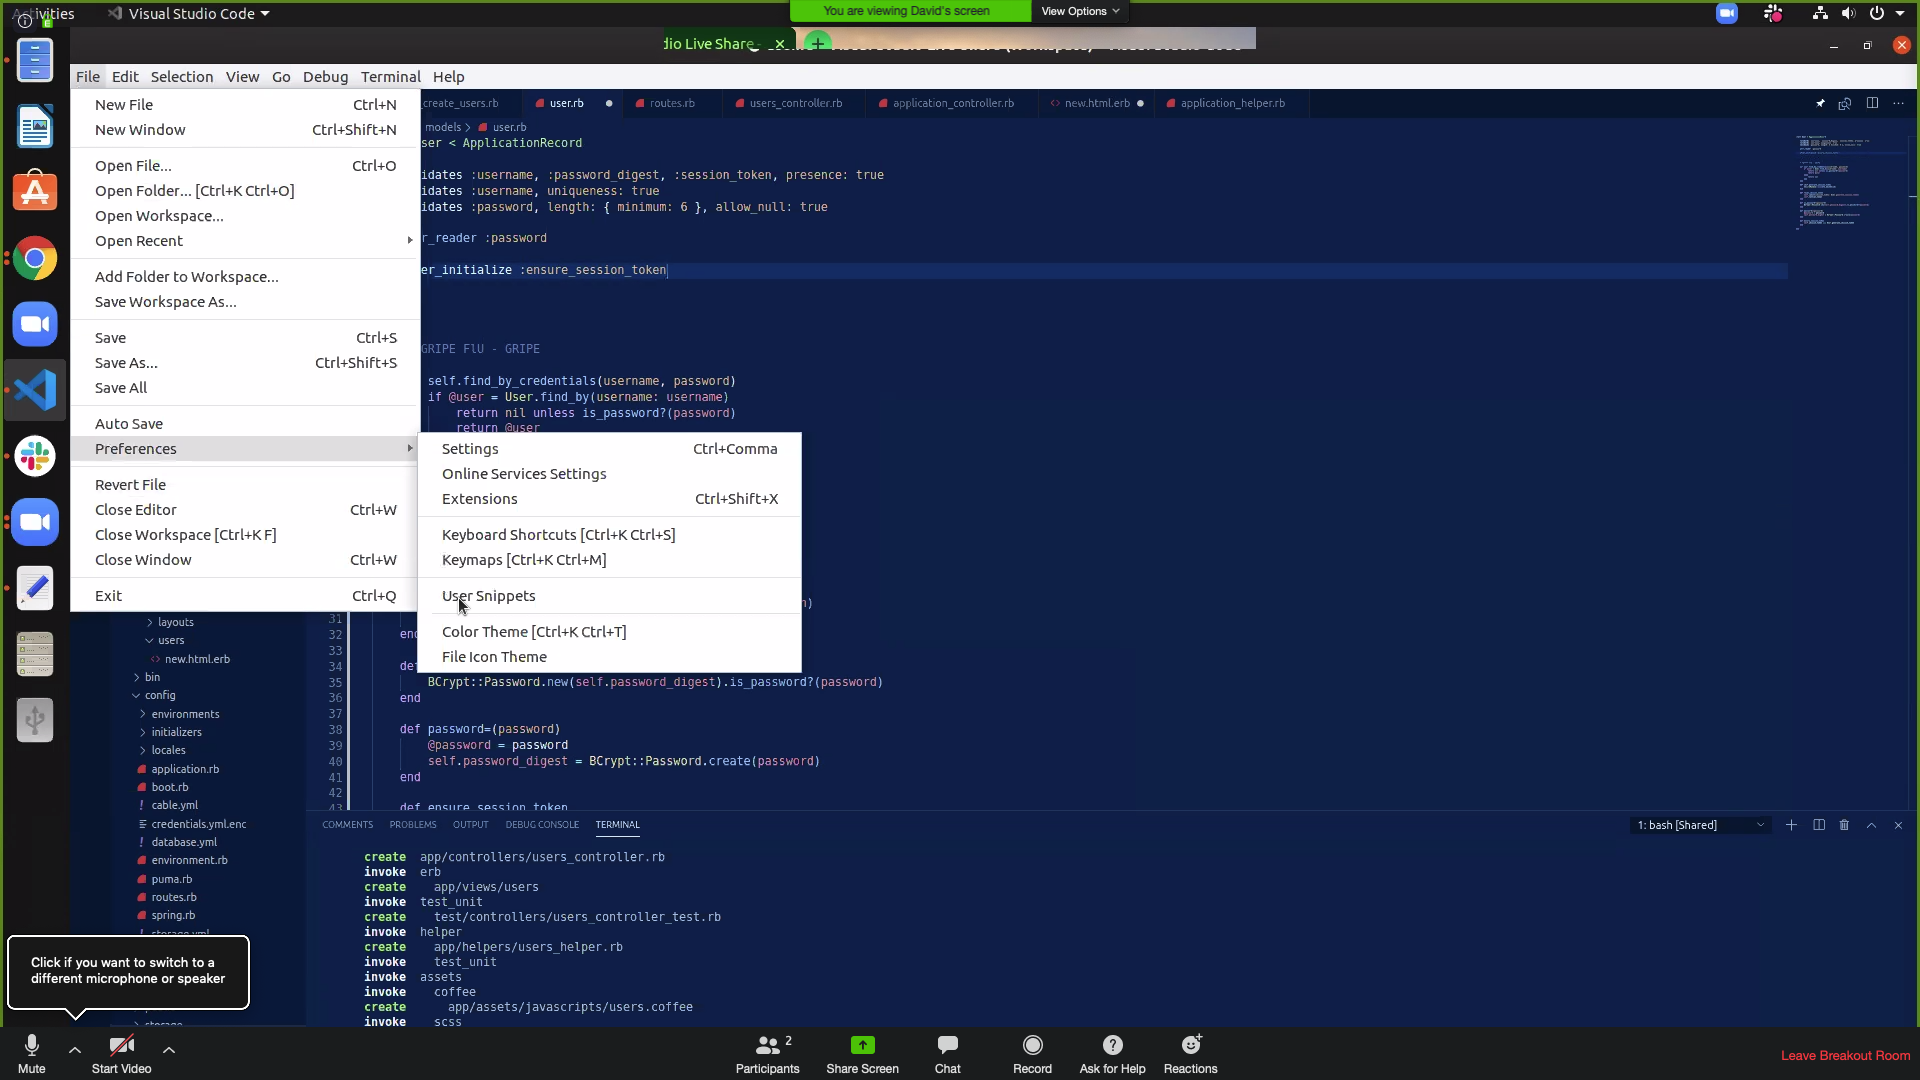 Activities
Visual Studio Code
You are viewing David's screen
View Options
dio Live Share -
File Edit Selection View Go Debug Terminal Help
New File Ctrl+N
New Window Ctrl+Shift+N
Open File... Ctrl+O
Open Folder... [Ctrl+K Ctrl+O]
Open Workspace...
Open Recent
Add Folder to Workspace...
Save Workspace As...
Save Ctrl+S
Save As... Ctrl+Shift+S
Save All
Auto Save
Preferences
Revert File
Close Editor Ctrl+W
Close Workspace [Ctrl+K F]
Close Window Ctrl+W
Exit Ctrl+Q
Settings Ctrl+Comma
Online Services Settings
Extensions Ctrl+Shift+X
Keyboard Shortcuts [Ctrl+K Ctrl+S]
Keymaps [Ctrl+K Ctrl+M]
User Snippets
Color Theme [Ctrl+K Ctrl+T]
File Icon Theme
create_users.rb user.rb routes.rb users_controller.rb application_controller.rb new.html.erb application_helper.rb
models > user.rb
ser < ApplicationRecord
idates :username, :password_digest, :session_token, presence: true
idates :username, uniqueness: true
idates :password, length: { minimum: 6 }, allow_null: true
r_reader :password
er_initialize :ensure_session_token
GRIPE FlU - GRIPE
self.find_by_credentials(username, password)
if @user = User.find_by(username: username)
return nil unless is_password?(password)
return @user
31
32 end
33
34 def
35 BCrypt::Password.new(self.password_digest).is_password?(password)
36 end
37
38 def password=(password)
39 @password = password
40 self.password_digest = BCrypt::Password.create(password)
41 end
42
43 def ensure_session_token
layouts
users
new.html.erb
bin
config
environments
initializers
locales
application.rb
boot.rb
cable.yml
credentials.yml.enc
database.yml
environment.rb
puma.rb
routes.rb
spring.rb
storage.yml
storage
COMMENTS PROBLEMS OUTPUT DEBUG CONSOLE TERMINAL
1: bash [Shared]
create app/controllers/users_controller.rb
invoke erb
create app/views/users
invoke test_unit
create test/controllers/users_controller_test.rb
invoke helper
create app/helpers/users_helper.rb
invoke test_unit
invoke assets
invoke coffee
create app/assets/javascripts/users.coffee
invoke scss
Click if you want to switch to a
different microphone or speaker
Mute
Start Video
Participants 2
Share Screen
Chat
Record
Ask for Help
Reactions
Leave Breakout Room